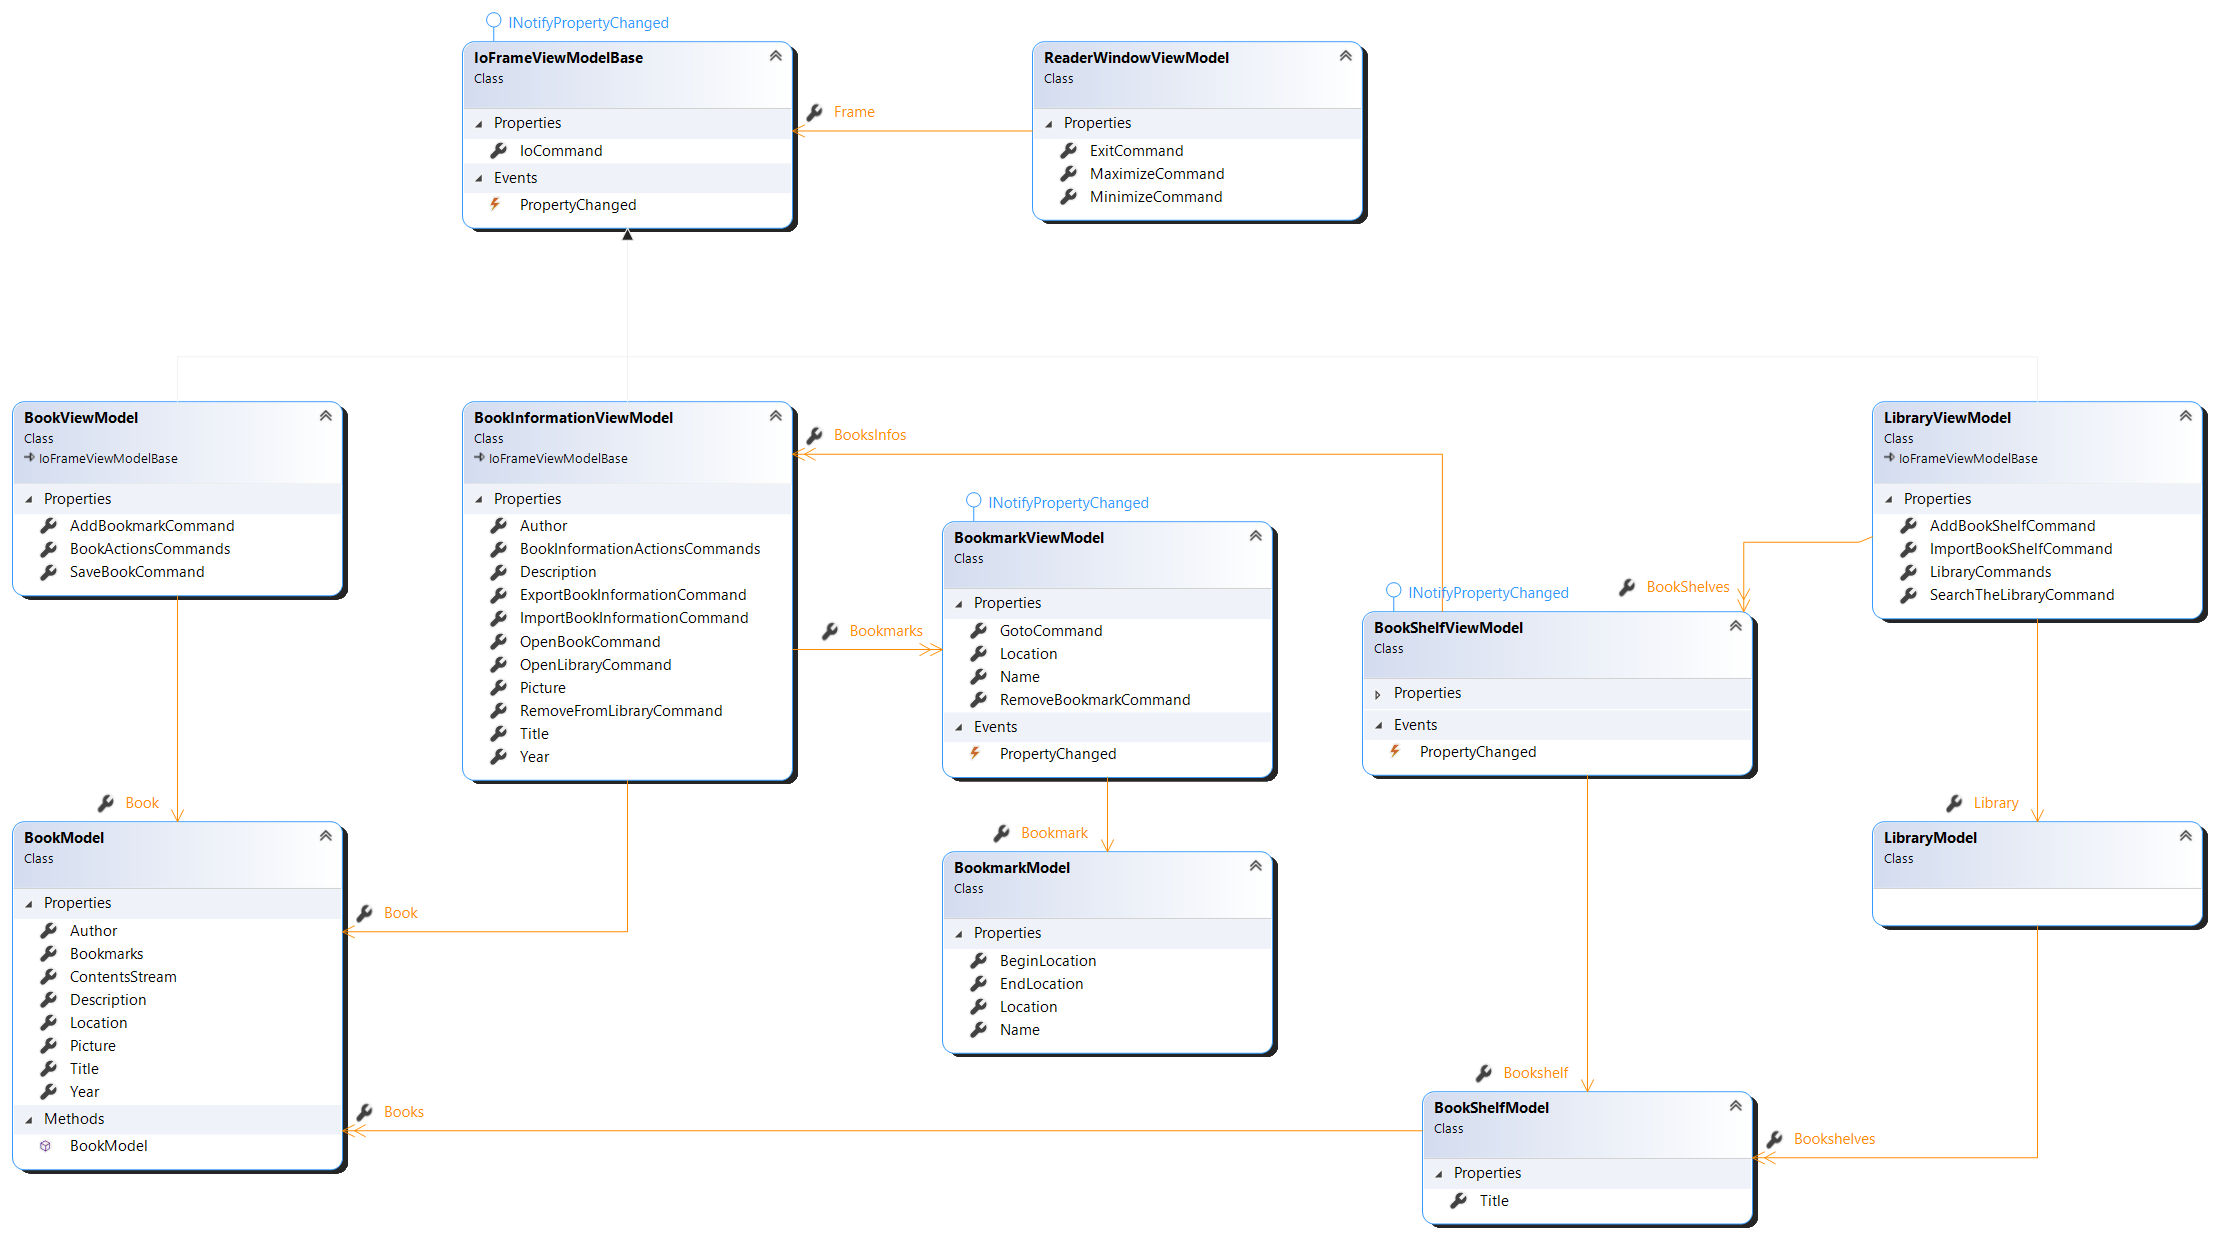 INotifyPropertyChanged
IoFrameViewModelBase
Class
Properties
IoCommand
Events
PropertyChanged
Frame
ReaderWindowViewModel
Class
Properties
ExitCommand
MaximizeCommand
MinimizeCommand
BookViewModel
Class
IoFrameViewModelBase
Properties
AddBookmarkCommand
BookActionsCommands
SaveBookCommand
BookInformationViewModel
Class
IoFrameViewModelBase
Properties
Author
BookInformationActionsCommands
Description
ExportBookInformationCommand
ImportBookInformationCommand
OpenBookCommand
OpenLibraryCommand
Picture
RemoveFromLibraryCommand
Title
Year
BooksInfos
Bookmarks
INotifyPropertyChanged
BookmarkViewModel
Class
Properties
GotoCommand
Location
Name
RemoveBookmarkCommand
Events
PropertyChanged
INotifyPropertyChanged
BookShelfViewModel
Class
Properties
Events
PropertyChanged
BookShelves
LibraryViewModel
Class
IoFrameViewModelBase
Properties
AddBookShelfCommand
ImportBookShelfCommand
LibraryCommands
SearchTheLibraryCommand
Book
BookModel
Class
Properties
Author
Bookmarks
ContentsStream
Description
Location
Picture
Title
Year
Methods
BookModel
Book
Books
Bookmark
BookmarkModel
Class
Properties
BeginLocation
EndLocation
Location
Name
Library
LibraryModel
Class
Bookshelf
BookShelfModel
Class
Properties
Title
Bookshelves